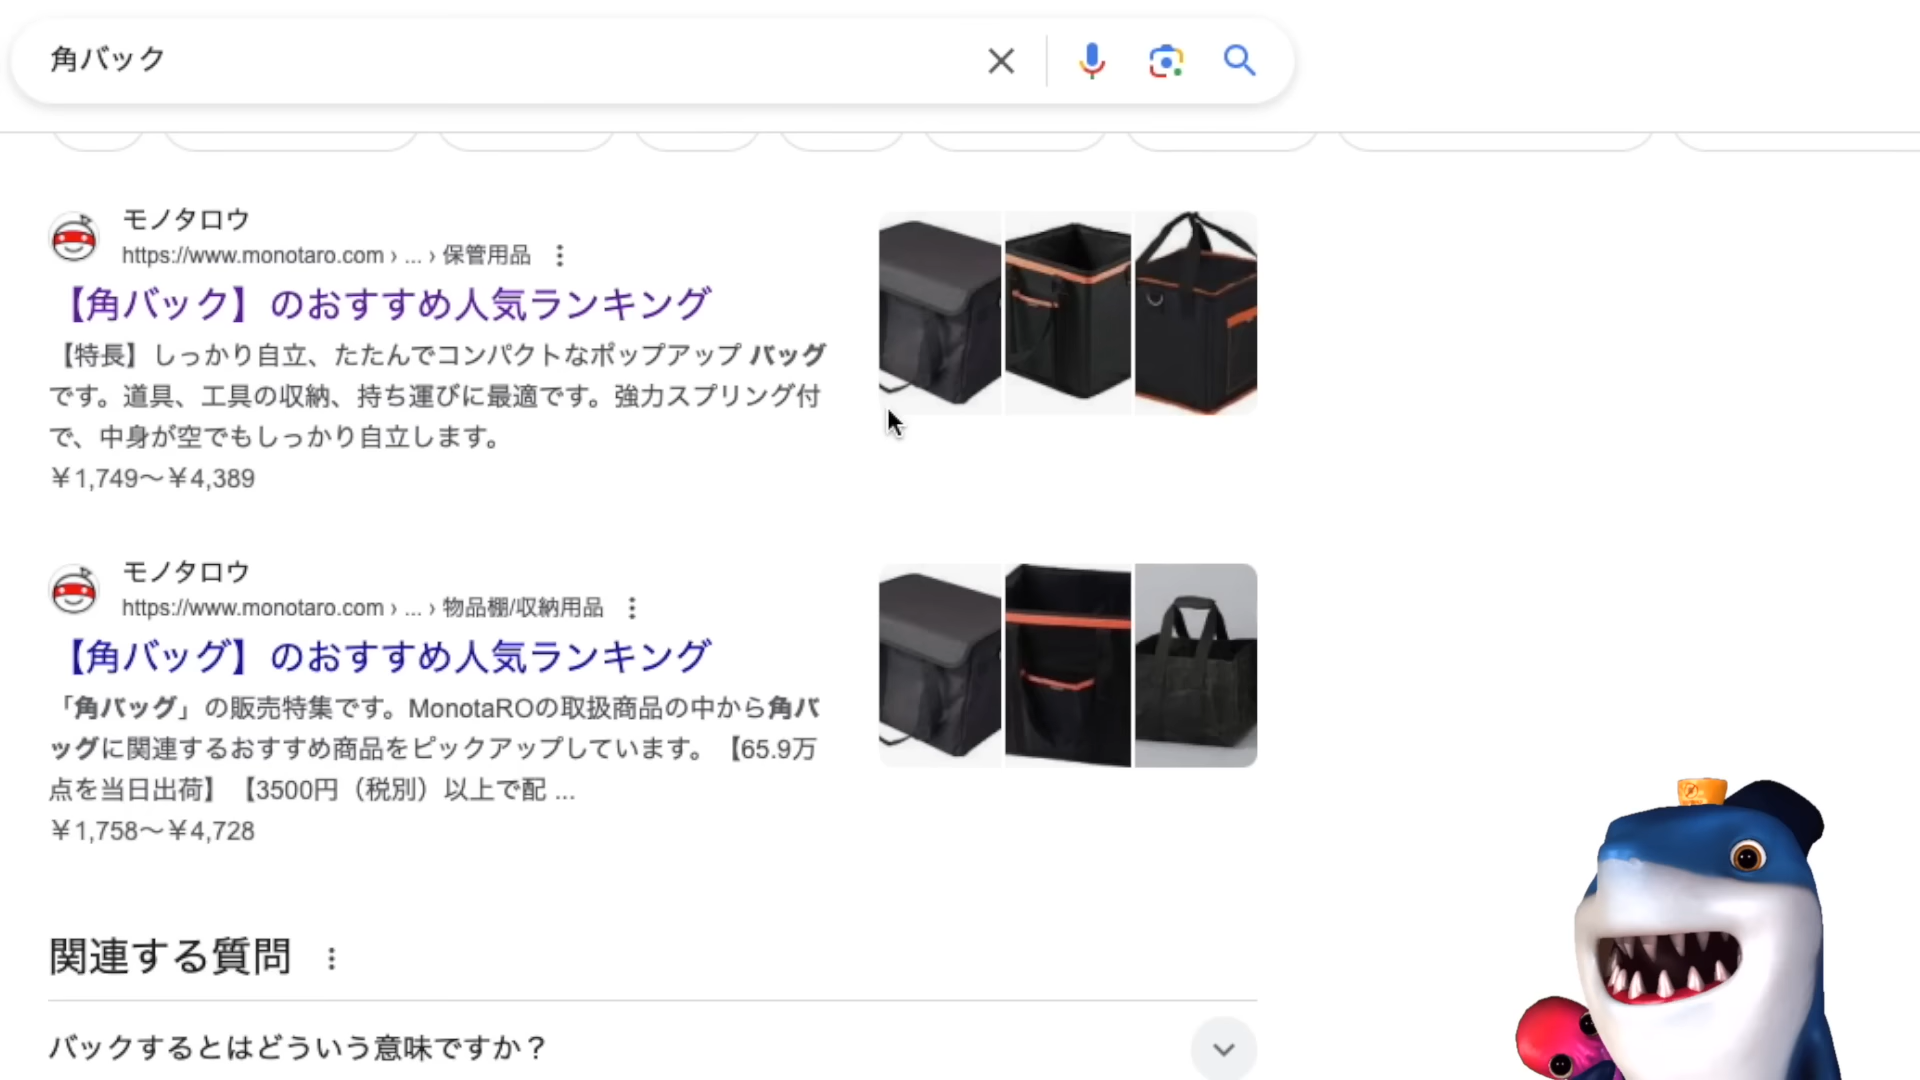 角バック
モノタロウ
https://www.monotaro.com › ... › 保管用品
【角バック】のおすすめ人気ランキング
【特長】しっかり自立、たたんでコンパクトなポップアップ バッグ
です。道具、工具の収納、持ち運びに最適です。強力スプリング付
で、中身が空でもしっかり自立します。
￥1,749～￥4,389
モノタロウ
https://www.monotaro.com › ... › 物品棚/収納用品
【角バッグ】のおすすめ人気ランキング
「角バッグ」の販売特集です。MonotaROの取扱商品の中から角バ
ッグに関連するおすすめ商品をピックアップしています。【65.9万
点を当日出荷】【3500円（税別）以上で配 ...
￥1,758～￥4,728
関連する質問
バックするとはどういう意味ですか？